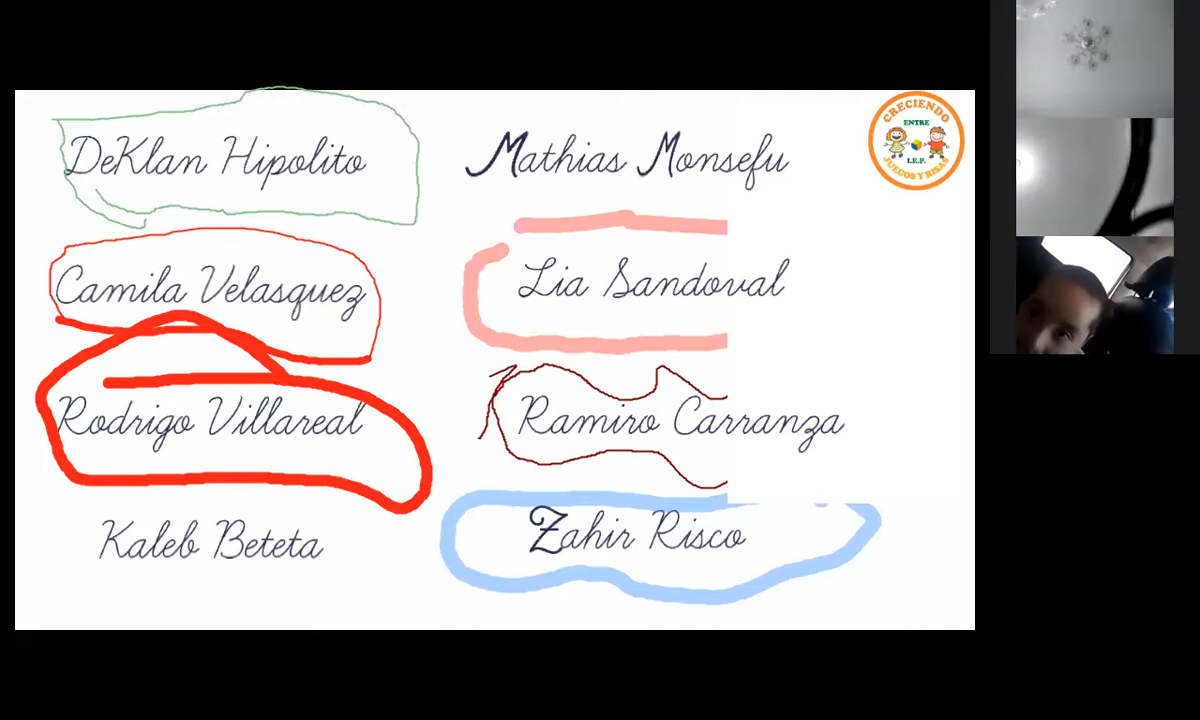 DeKlan Hipolito
Mathias Monsefu
Camila Velasquez
Lia Sandoval
Rodrigo Villareal
Ramiro Carranza
Kaleb Beteta
Zahir Risco
CRECIENDO
ENTRE
I.E.P.
JUEGOS Y RISAS